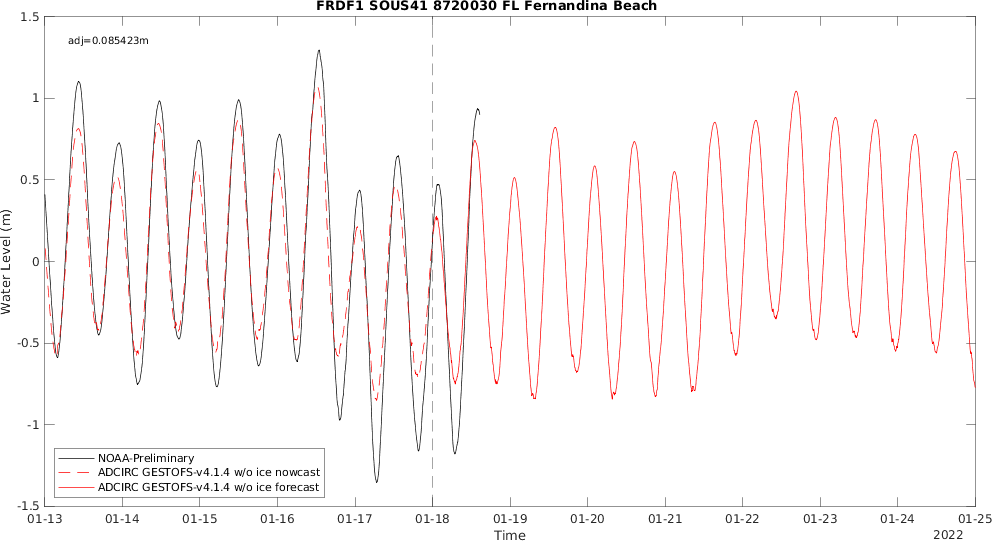 FRDF1 SOUS41 8720030 FL Fernandina Beach
adj=0.085423m
1.5
1
0.5
0
-0.5
-1
-1.5
Water Level (m)
NOAA-Preliminary
ADCIRC GESTOFS-v4.1.4 w/o ice nowcast
ADCIRC GESTOFS-v4.1.4 w/o ice forecast
01-13 01-14 01-15 01-16 01-17 01-18 01-19 01-20 01-21 01-22 01-23 01-24 01-25
Time
2022